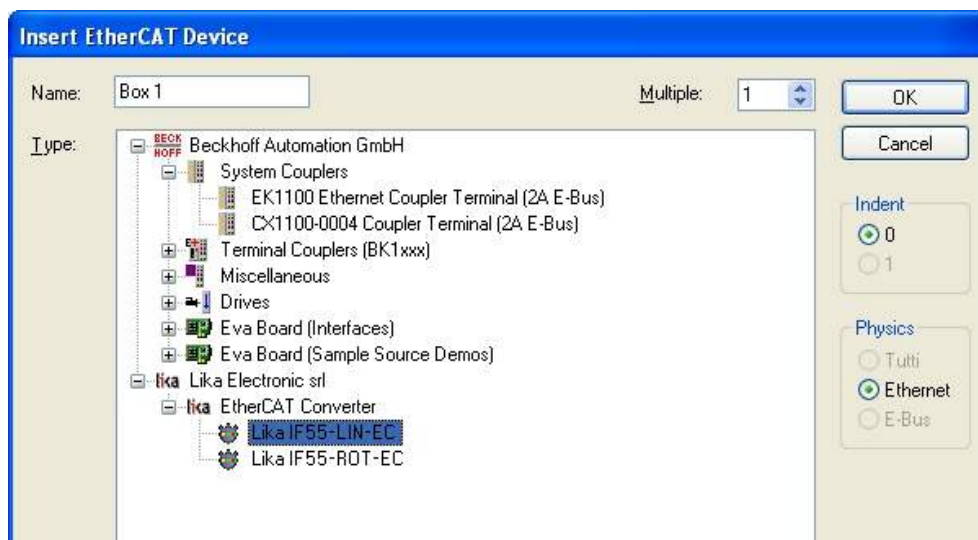 Insert EtherCAT Device
Name: Box 1 Multiple: 1 OK
Type: Cancel
BECKHOFF Beckhoff Automation GmbH
System Couplers
EK1100 Ethernet Coupler Terminal (2A E-Bus)
CX1100-0004 Coupler Terminal (2A E-Bus)
Terminal Couplers (BK1xxx)
Miscellaneous
Drives
Eva Board (Interfaces)
Eva Board (Sample Source Demos)
lika Lika Electronic srl
lika EtherCAT Converter
Lika IF55-LIN-EC
Lika IF55-ROT-EC
Indent
0
1
Physics
Tutti
Ethernet
E-Bus